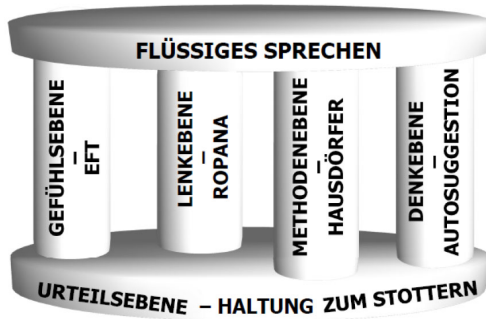 FLÜSSIGES SPRECHEN
GEFÜHLSEBENE
–
EFT
LENKEBENE
–
ROPANA
METHODENEBENE
–
HAUSDÖRFER
DENKEBENE
–
AUTOSUGGESTION
URTEILSEBENE – HALTUNG ZUM STOTTERN